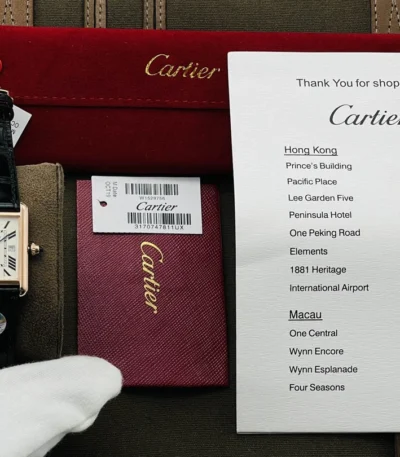 Cartier
Thank You for shop
Cartier
Hong Kong
Prince's Building
Pacific Place
Lee Garden Five
Peninsula Hotel
One Peking Road
Elements
1881 Heritage
International Airport
Macau
One Central
Wynn Encore
Wynn Esplanade
Four Seasons
Cartier
3170747811UX
Cartier